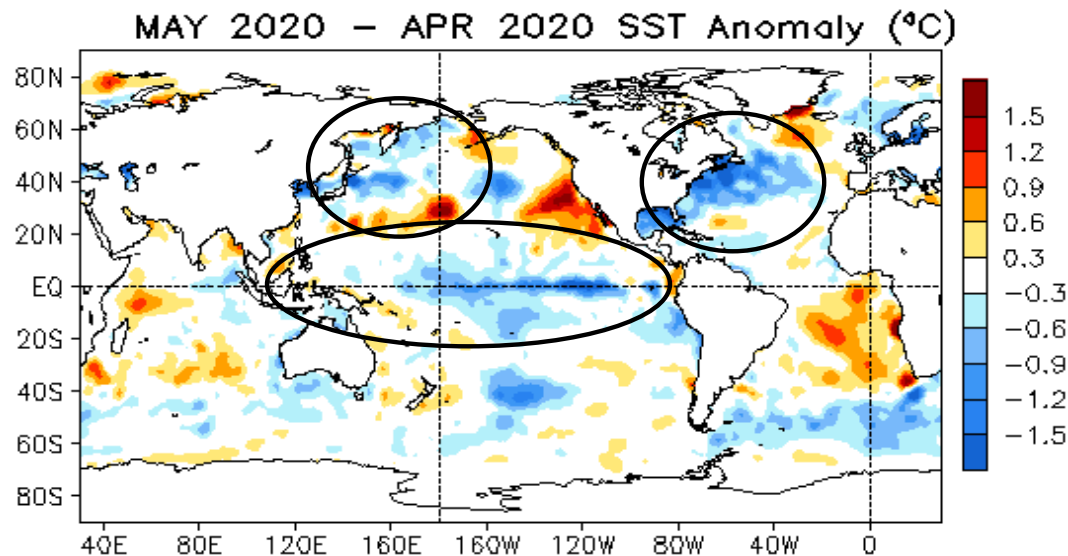 MAY 2020 – APR 2020 SST Anomaly (°C)
80N
60N
40N
20N
EQ
20S
40S
60S
80S
40E 80E 120E 160E 160W 120W 80W 40W 0
1.5
1.2
0.9
0.6
0.3
−0.3
−0.6
−0.9
−1.2
−1.5